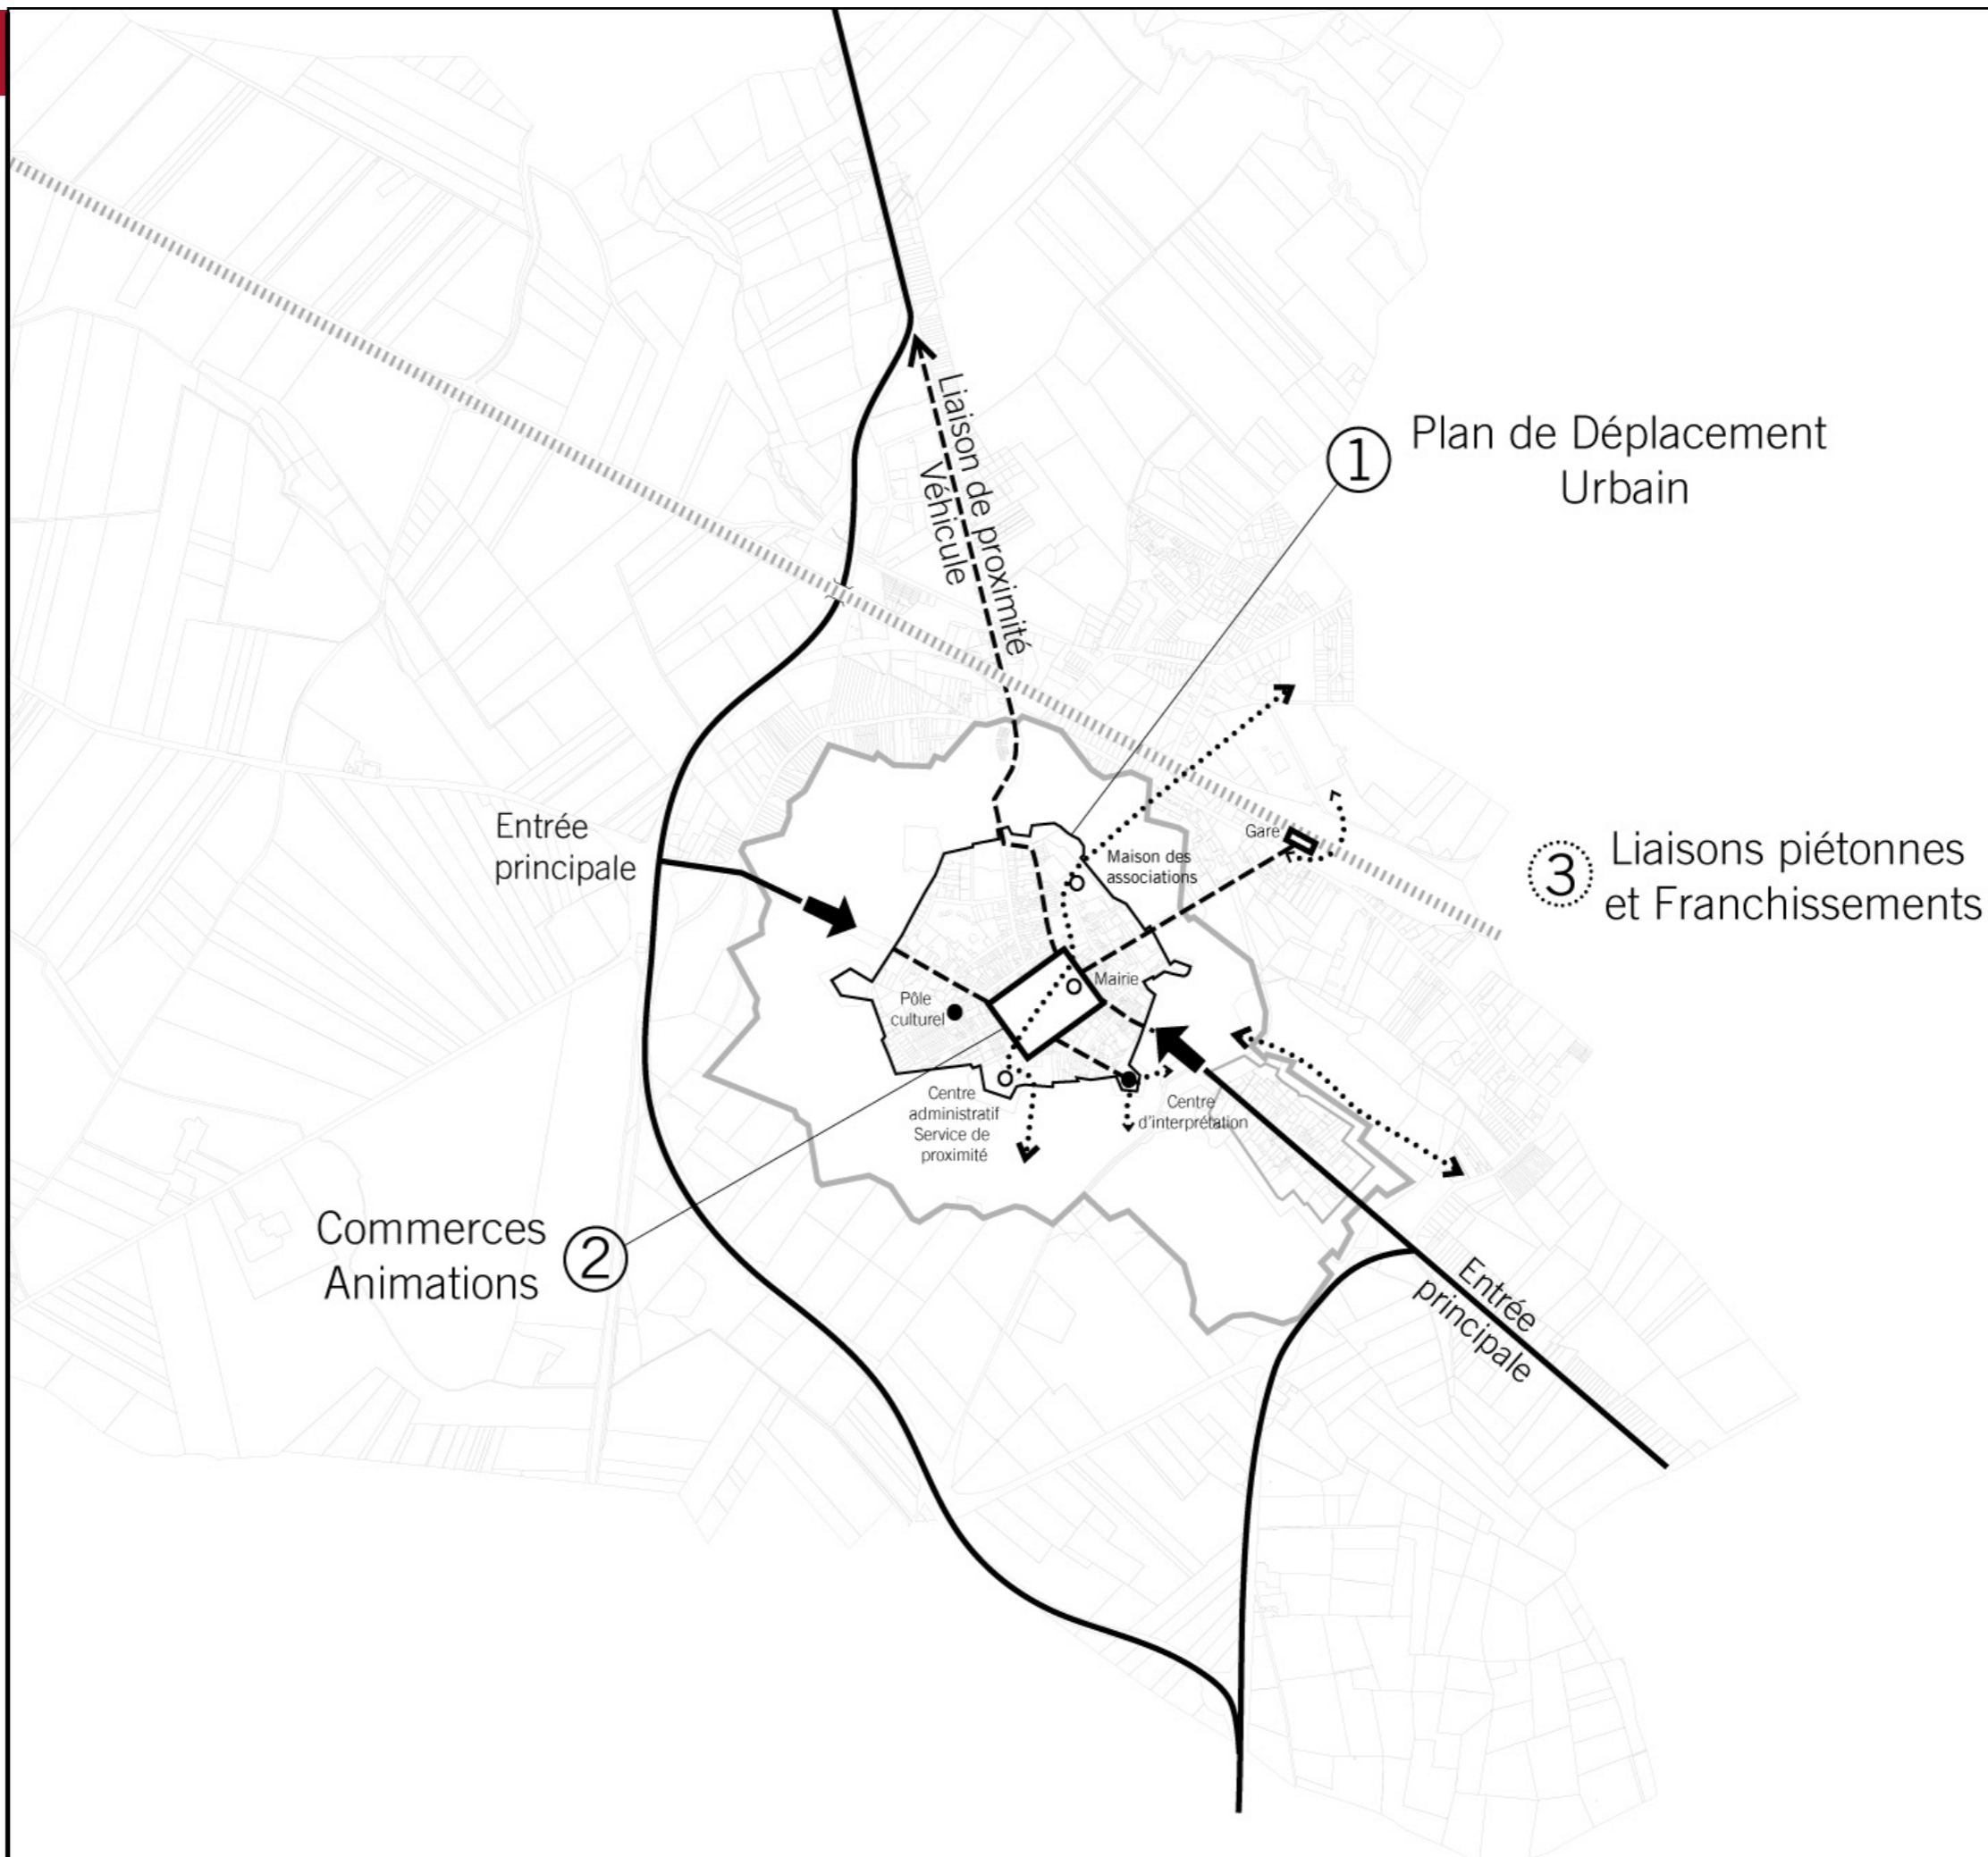 Liaison de proximité
Véhicule
1
Plan de Déplacement
Urbain
Entrée
principale
Gare
Maison des
associations
3
Liaisons piétonnes
et Franchissements
Mairie
Pôle
culturel
Centre
administratif
Service de
proximité
Centre
d'interprétation
Commerces
Animations
2
Entrée
principale